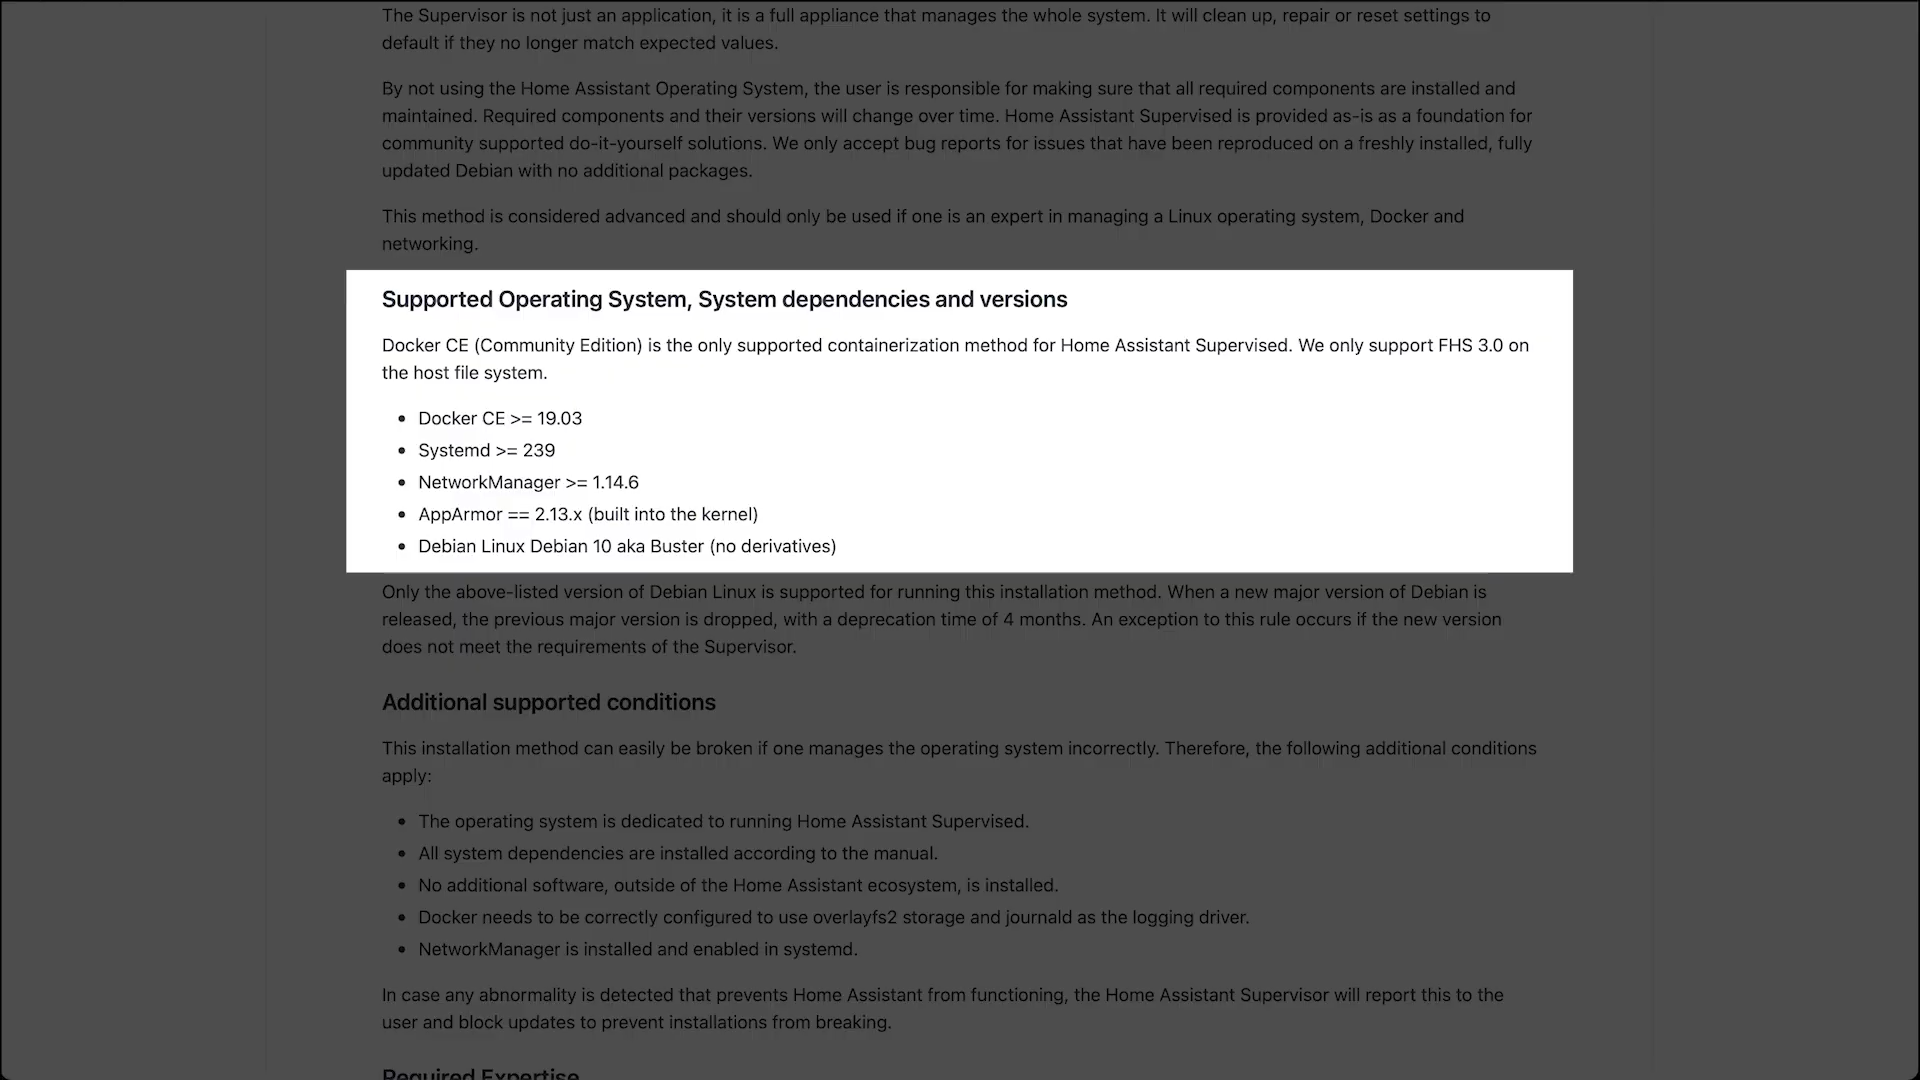 The Supervisor is not just an application, it is a full appliance that manages the whole system. It will clean up, repair or reset settings to
default if they no longer match expected values.
By not using the Home Assistant Operating System, the user is responsible for making sure that all required components are installed and
maintained. Required components and their versions will change over time. Home Assistant Supervised is provided as-is as a foundation for
community supported do-it-yourself solutions. We only accept bug reports for issues that have been reproduced on a freshly installed, fully
updated Debian with no additional packages.
This method is considered advanced and should only be used if one is an expert in managing a Linux operating system, Docker and
networking.
Supported Operating System, System dependencies and versions
Docker CE (Community Edition) is the only supported containerization method for Home Assistant Supervised. We only support FHS 3.0 on
the host file system.
• Docker CE >= 19.03
• Systemd >= 239
• NetworkManager >= 1.14.6
• AppArmor == 2.13.x (built into the kernel)
• Debian Linux Debian 10 aka Buster (no derivatives)
Only the above-listed version of Debian Linux is supported for running this installation method. When a new major version of Debian is
released, the previous major version is dropped, with a deprecation time of 4 months. An exception to this rule occurs if the new version
does not meet the requirements of the Supervisor.
Additional supported conditions
This installation method can easily be broken if one manages the operating system incorrectly. Therefore, the following additional conditions
apply:
• The operating system is dedicated to running Home Assistant Supervised.
• All system dependencies are installed according to the manual.
• No additional software, outside of the Home Assistant ecosystem, is installed.
• Docker needs to be correctly configured to use overlayfs2 storage and journald as the logging driver.
• NetworkManager is installed and enabled in systemd.
In case any abnormality is detected that prevents Home Assistant from functioning, the Home Assistant Supervisor will report this to the
user and block updates to prevent installations from breaking.
Required Expertise